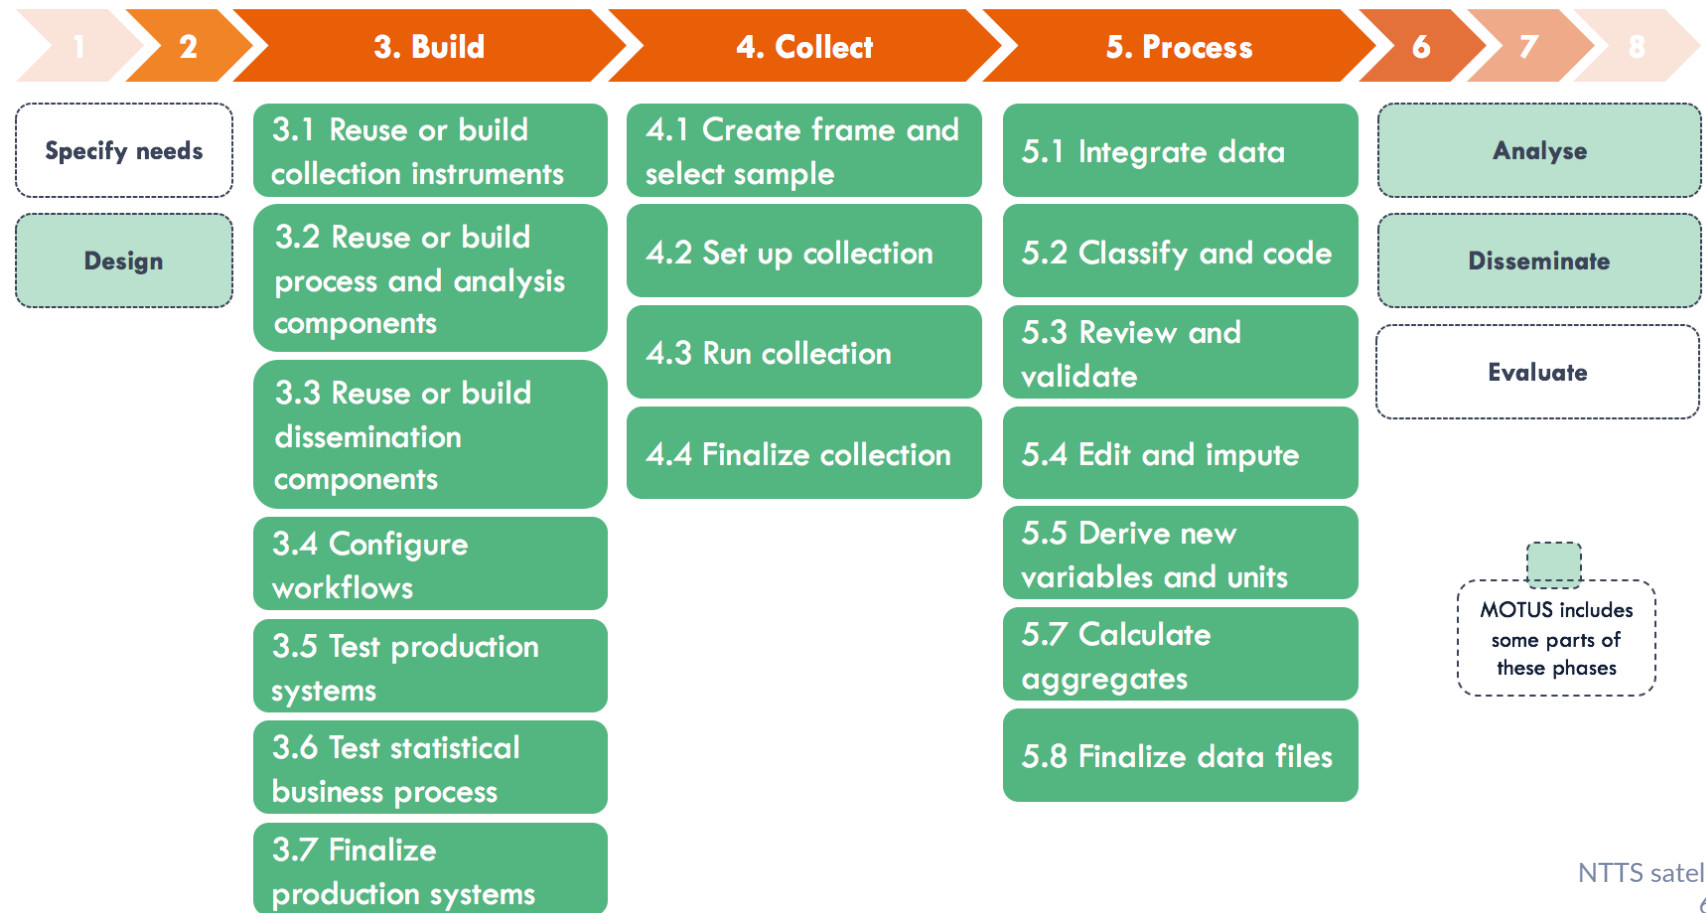 1
2
3. Build
4. Collect
5. Process
6
7
8
Specify needs
Design
3.1 Reuse or build
collection instruments
3.2 Reuse or build
process and analysis
components
3.3 Reuse or build
dissemination
components
3.4 Configure
workflows
3.5 Test production
systems
3.6 Test statistical
business process
3.7 Finalize
production systems
4.1 Create frame and
select sample
4.2 Set up collection
4.3 Run collection
4.4 Finalize collection
5.1 Integrate data
5.2 Classify and code
5.3 Review and
validate
5.4 Edit and impute
5.5 Derive new
variables and units
5.7 Calculate
aggregates
5.8 Finalize data files
Analyse
Disseminate
Evaluate
MOTUS includes
some parts of
these phases
NTTS satel